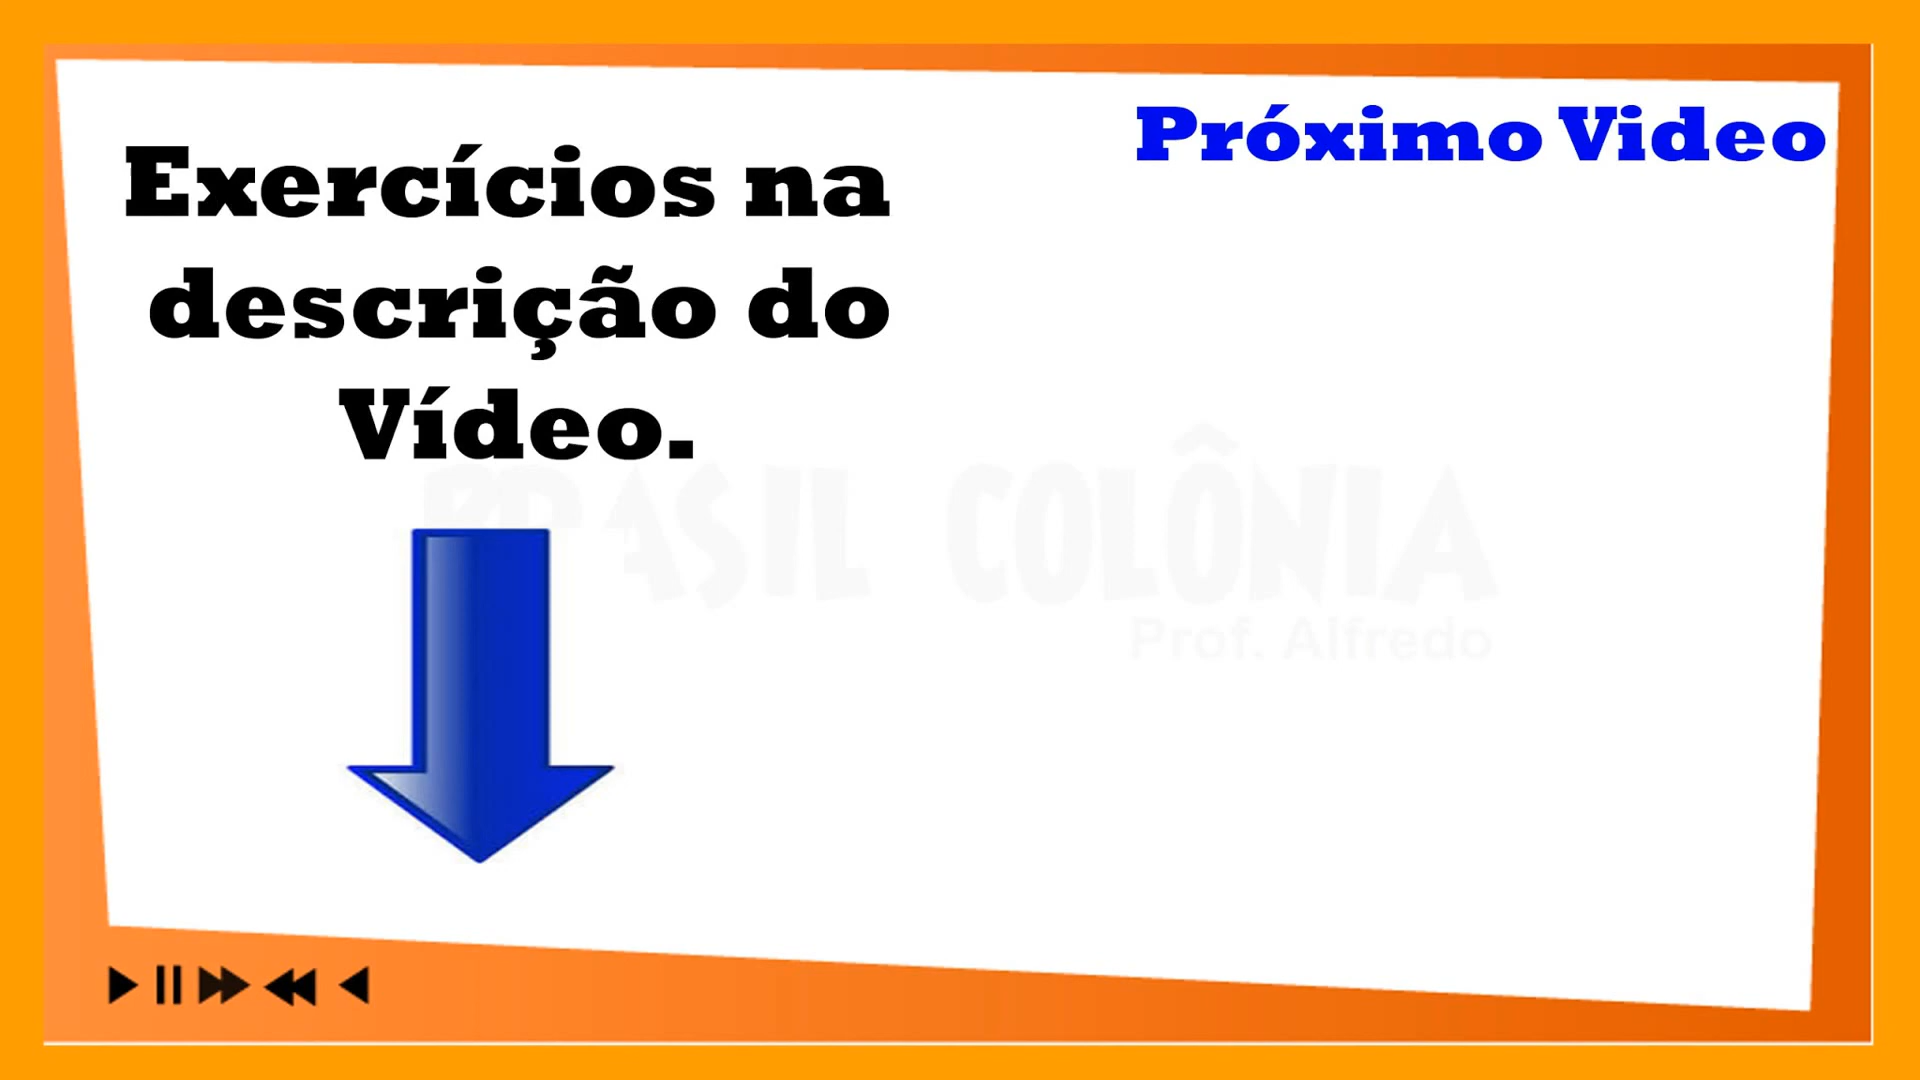 Próximo Video
Exercícios na
descrição do
Vídeo.
BRASIL COLÔNIA
Prof. Alfredo